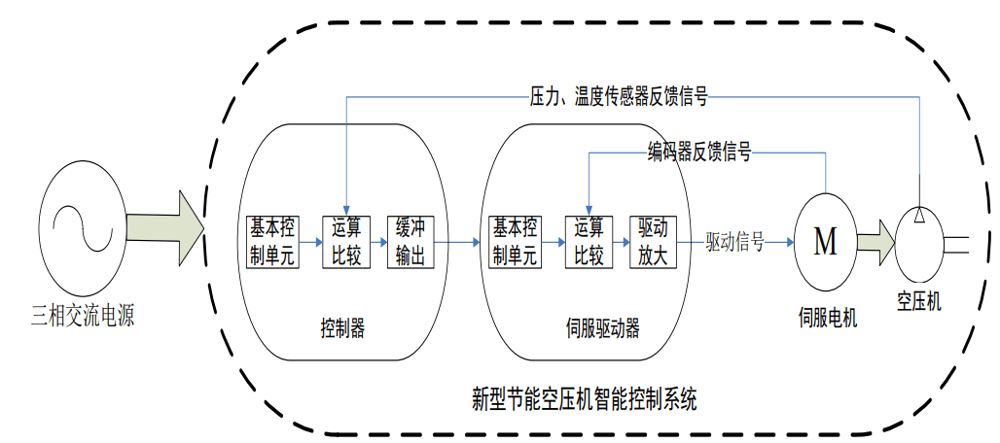 压力、温度传感器反馈信号
编码器反馈信号
基本控
制单元
运算
比较
缓冲
输出
基本控
制单元
运算
比较
驱动
放大
驱动信号
M
三相交流电源
控制器
伺服驱动器
伺服电机
空压机
新型节能空压机智能控制系统